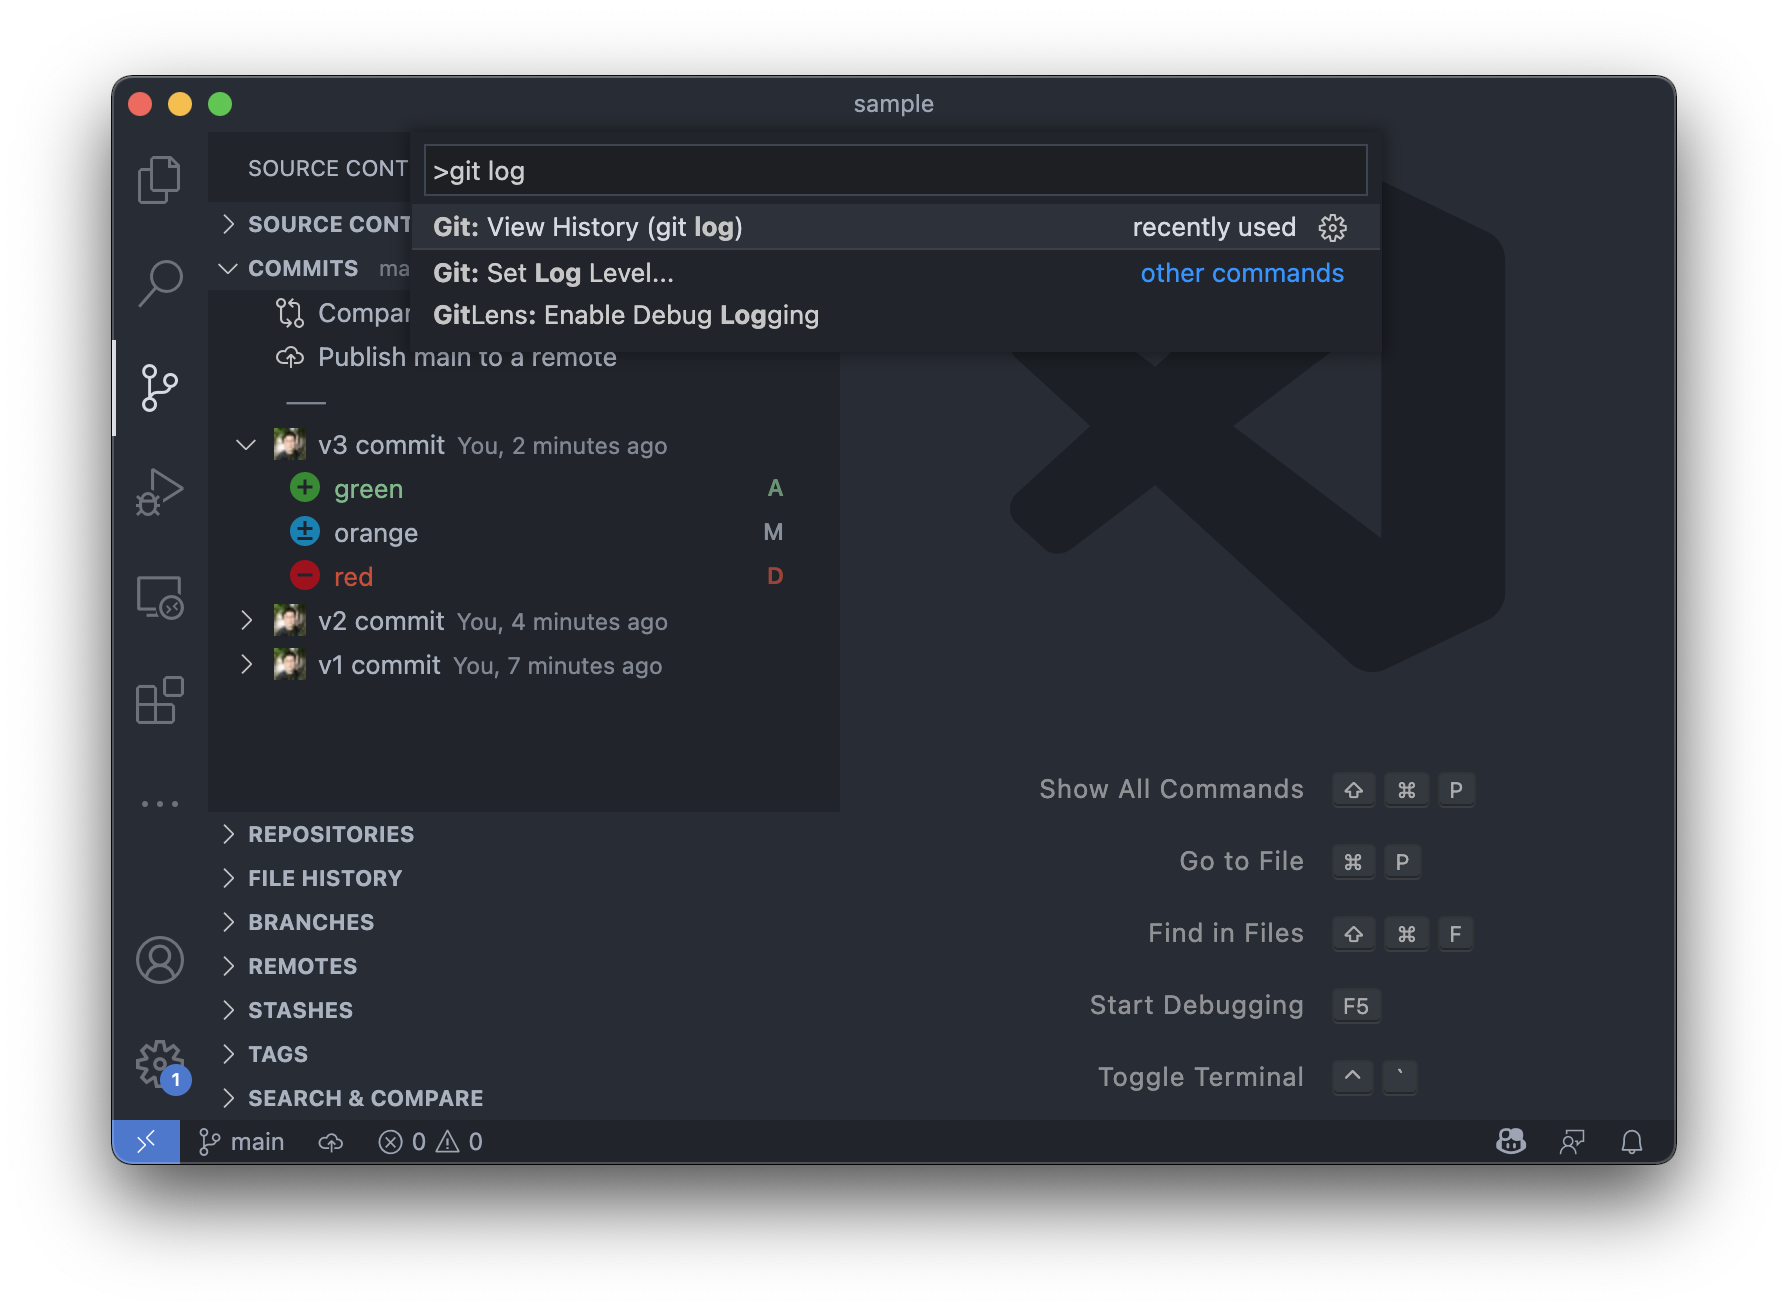 sample
SOURCE CONT
>git log
Git: View History (git log) recently used
Git: Set Log Level... other commands
GitLens: Enable Debug Logging
SOURCE CONT
COMMITS ma
Compar
Publish main to a remote
v3 commit You, 2 minutes ago
green A
orange M
red D
v2 commit You, 4 minutes ago
v1 commit You, 7 minutes ago
REPOSITORIES
FILE HISTORY
BRANCHES
REMOTES
STASHES
TAGS
SEARCH & COMPARE
Show All Commands ⇧ ⌘ P
Go to File ⌘ P
Find in Files ⇧ ⌘ F
Start Debugging F5
Toggle Terminal ^ `
1
main 0 0